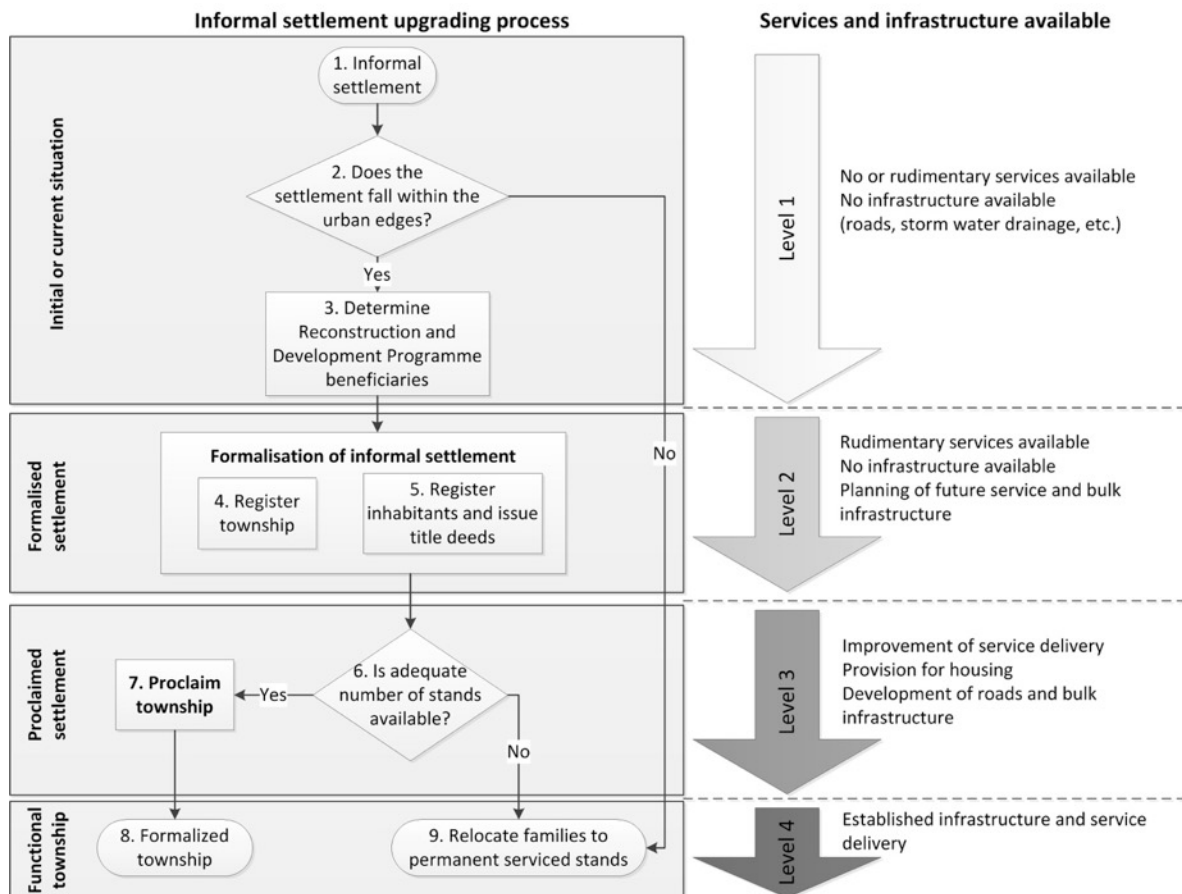 Informal settlement upgrading process
Services and infrastructure available
Initial or current situation
1. Informal
settlement
2. Does the
settlement fall within the
urban edges?
Yes
3. Determine
Reconstruction and
Development Programme
beneficiaries
No
Level 1
No or rudimentary services available
No infrastructure available
(roads, storm water drainage, etc.)
Formalised
settlement
Formalisation of informal settlement
4. Register
township
5. Register
inhabitants and issue
title deeds
Level 2
Rudimentary services available
No infrastructure available
Planning of future service and bulk
infrastructure
Proclaimed
settlement
6. Is adequate
number of stands
available?
Yes
7. Proclaim
township
No
Level 3
Improvement of service delivery
Provision for housing
Development of roads and bulk
infrastructure
Functional
township
8. Formalized
township
9. Relocate families to
permanent serviced stands
Level 4
Established infrastructure and service
delivery